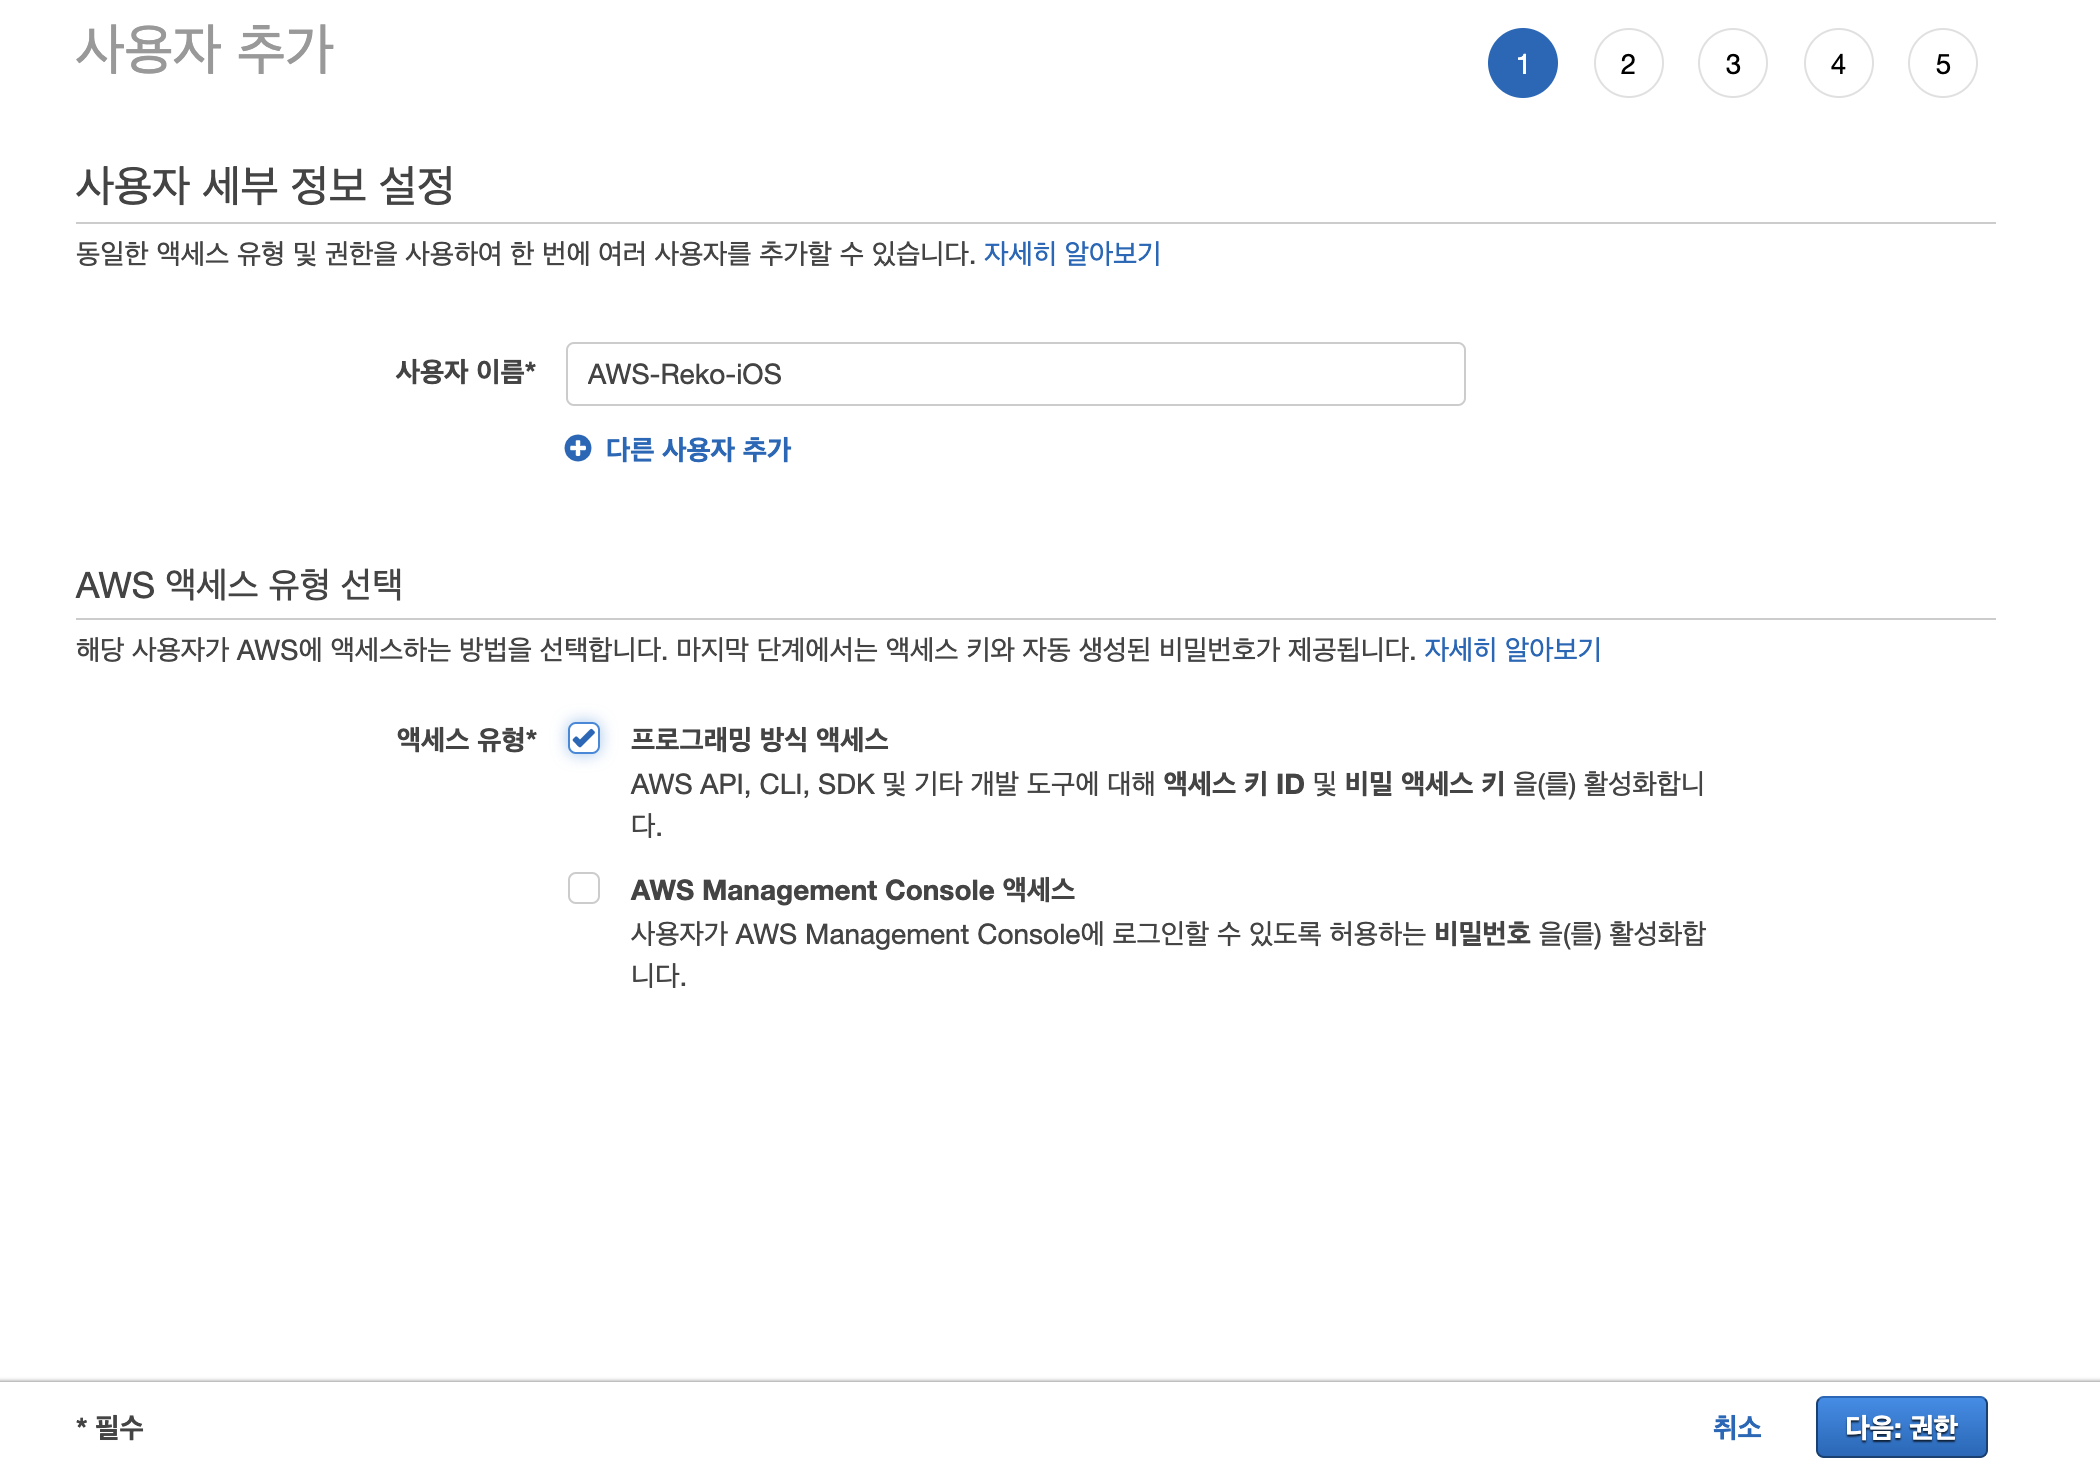 사용자 추가
1 2 3 4 5
사용자 세부 정보 설정
동일한 액세스 유형 및 권한을 사용하여 한 번에 여러 사용자를 추가할 수 있습니다. 자세히 알아보기
사용자 이름* AWS-Reko-iOS
다른 사용자 추가
AWS 액세스 유형 선택
해당 사용자가 AWS에 액세스하는 방법을 선택합니다. 마지막 단계에서는 액세스 키와 자동 생성된 비밀번호가 제공됩니다. 자세히 알아보기
액세스 유형* 프로그래밍 방식 액세스
AWS API, CLI, SDK 및 기타 개발 도구에 대해 액세스 키 ID 및 비밀 액세스 키 을(를) 활성화합니
다.
AWS Management Console 액세스
사용자가 AWS Management Console에 로그인할 수 있도록 허용하는 비밀번호 을(를) 활성화합
니다.
* 필수 취소 다음: 권한